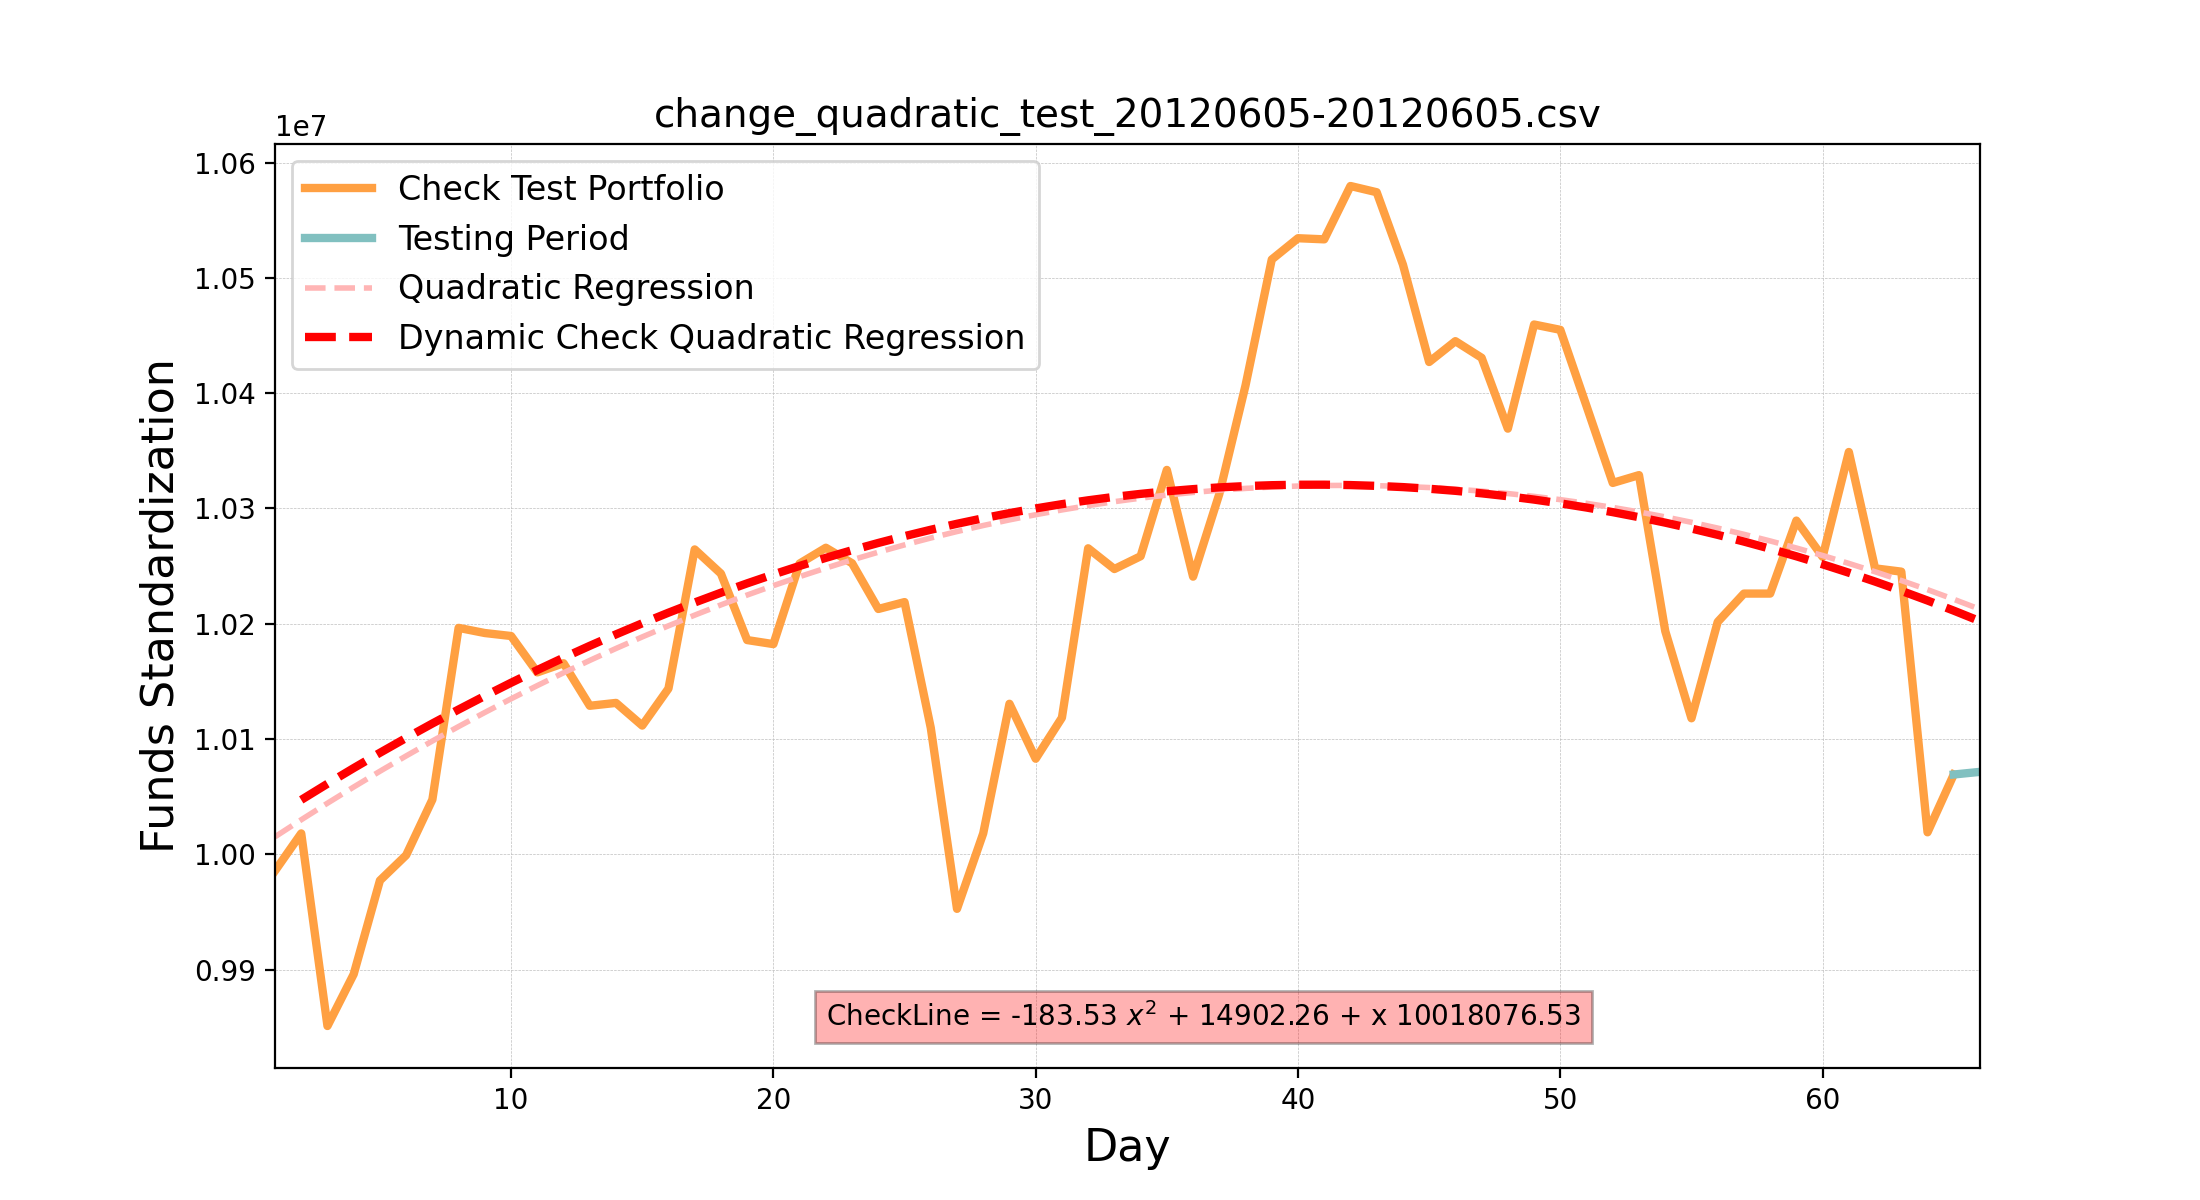 change_quadratic_test_20120605-20120605.csv
1e7
1.06
1.05
1.04
1.03
1.02
1.01
1.00
0.99
Funds Standardization
Check Test Portfolio
Testing Period
Quadratic Regression
Dynamic Check Quadratic Regression
CheckLine = -183.53 x² + 14902.26 + x 10018076.53
10 20 30 40 50 60
Day